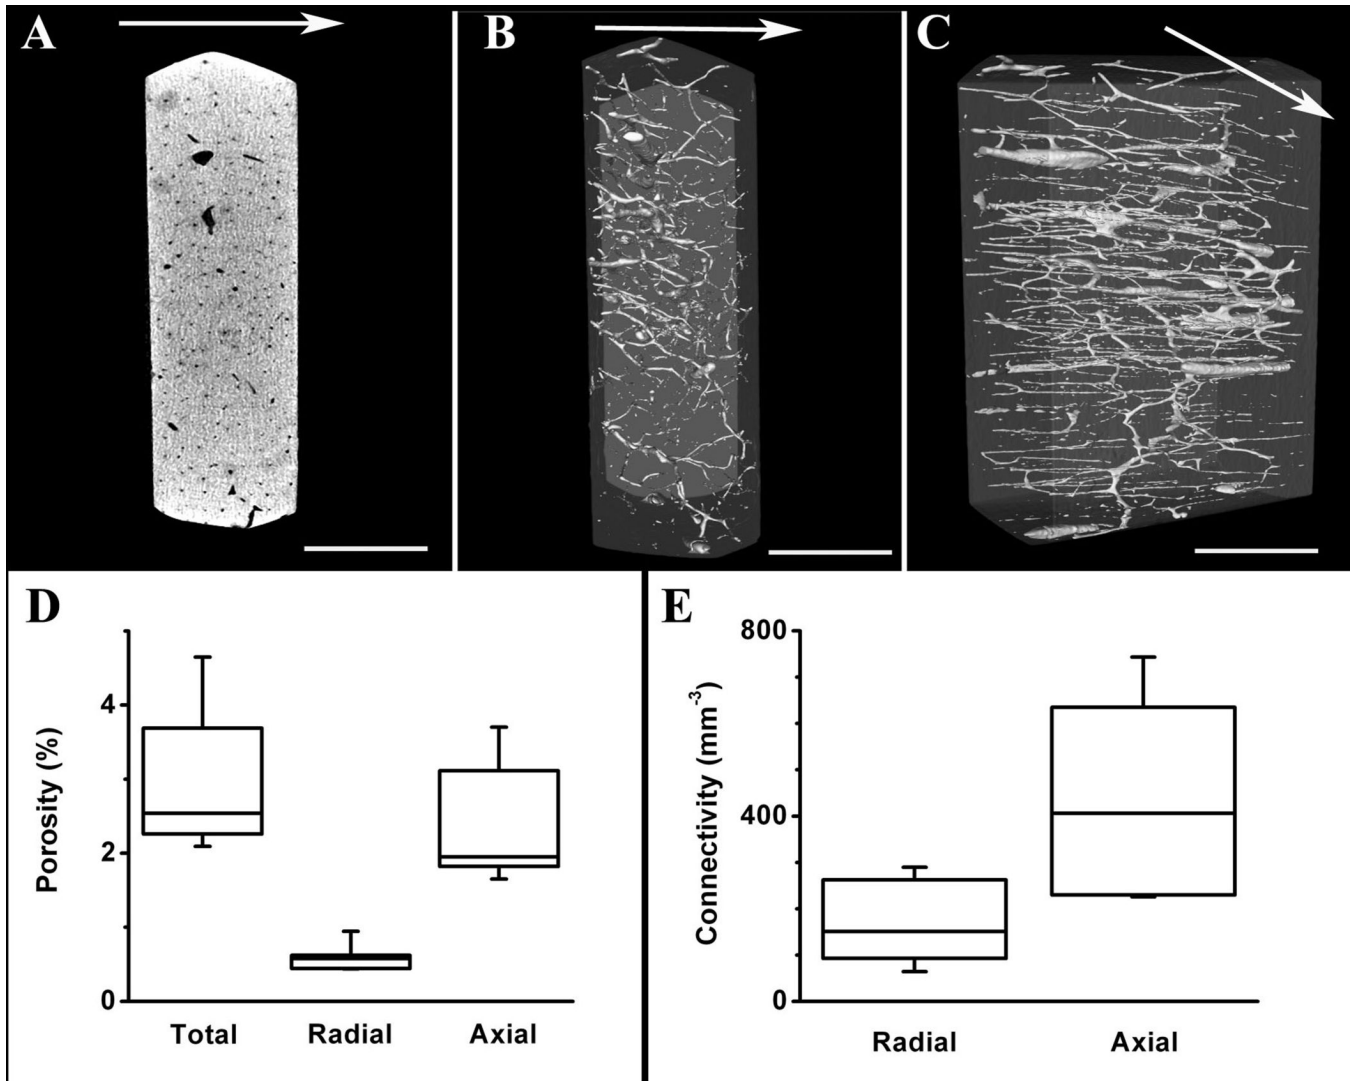 A
B
C
D
Porosity (%)
4
2
0
Total Radial Axial
E
Connectivity (mm⁻³)
800
400
0
Radial Axial